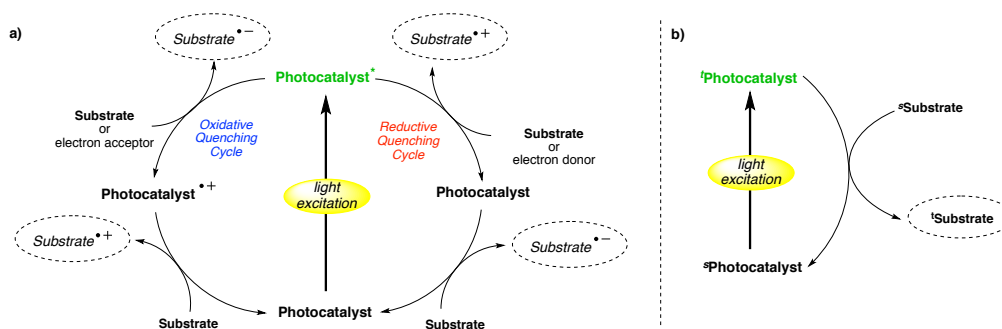 a)
Substrate •−
Substrate •+
Photocatalyst*
Substrate
or
electron acceptor
Oxidative
Quenching
Cycle
Reductive
Quenching
Cycle
Substrate
or
electron donor
Photocatalyst •+
light
excitation
Photocatalyst
Substrate •+
Substrate •−
Substrate
Photocatalyst
Substrate
b)
tPhotocatalyst
sSubstrate
light
excitation
tSubstrate
sPhotocatalyst